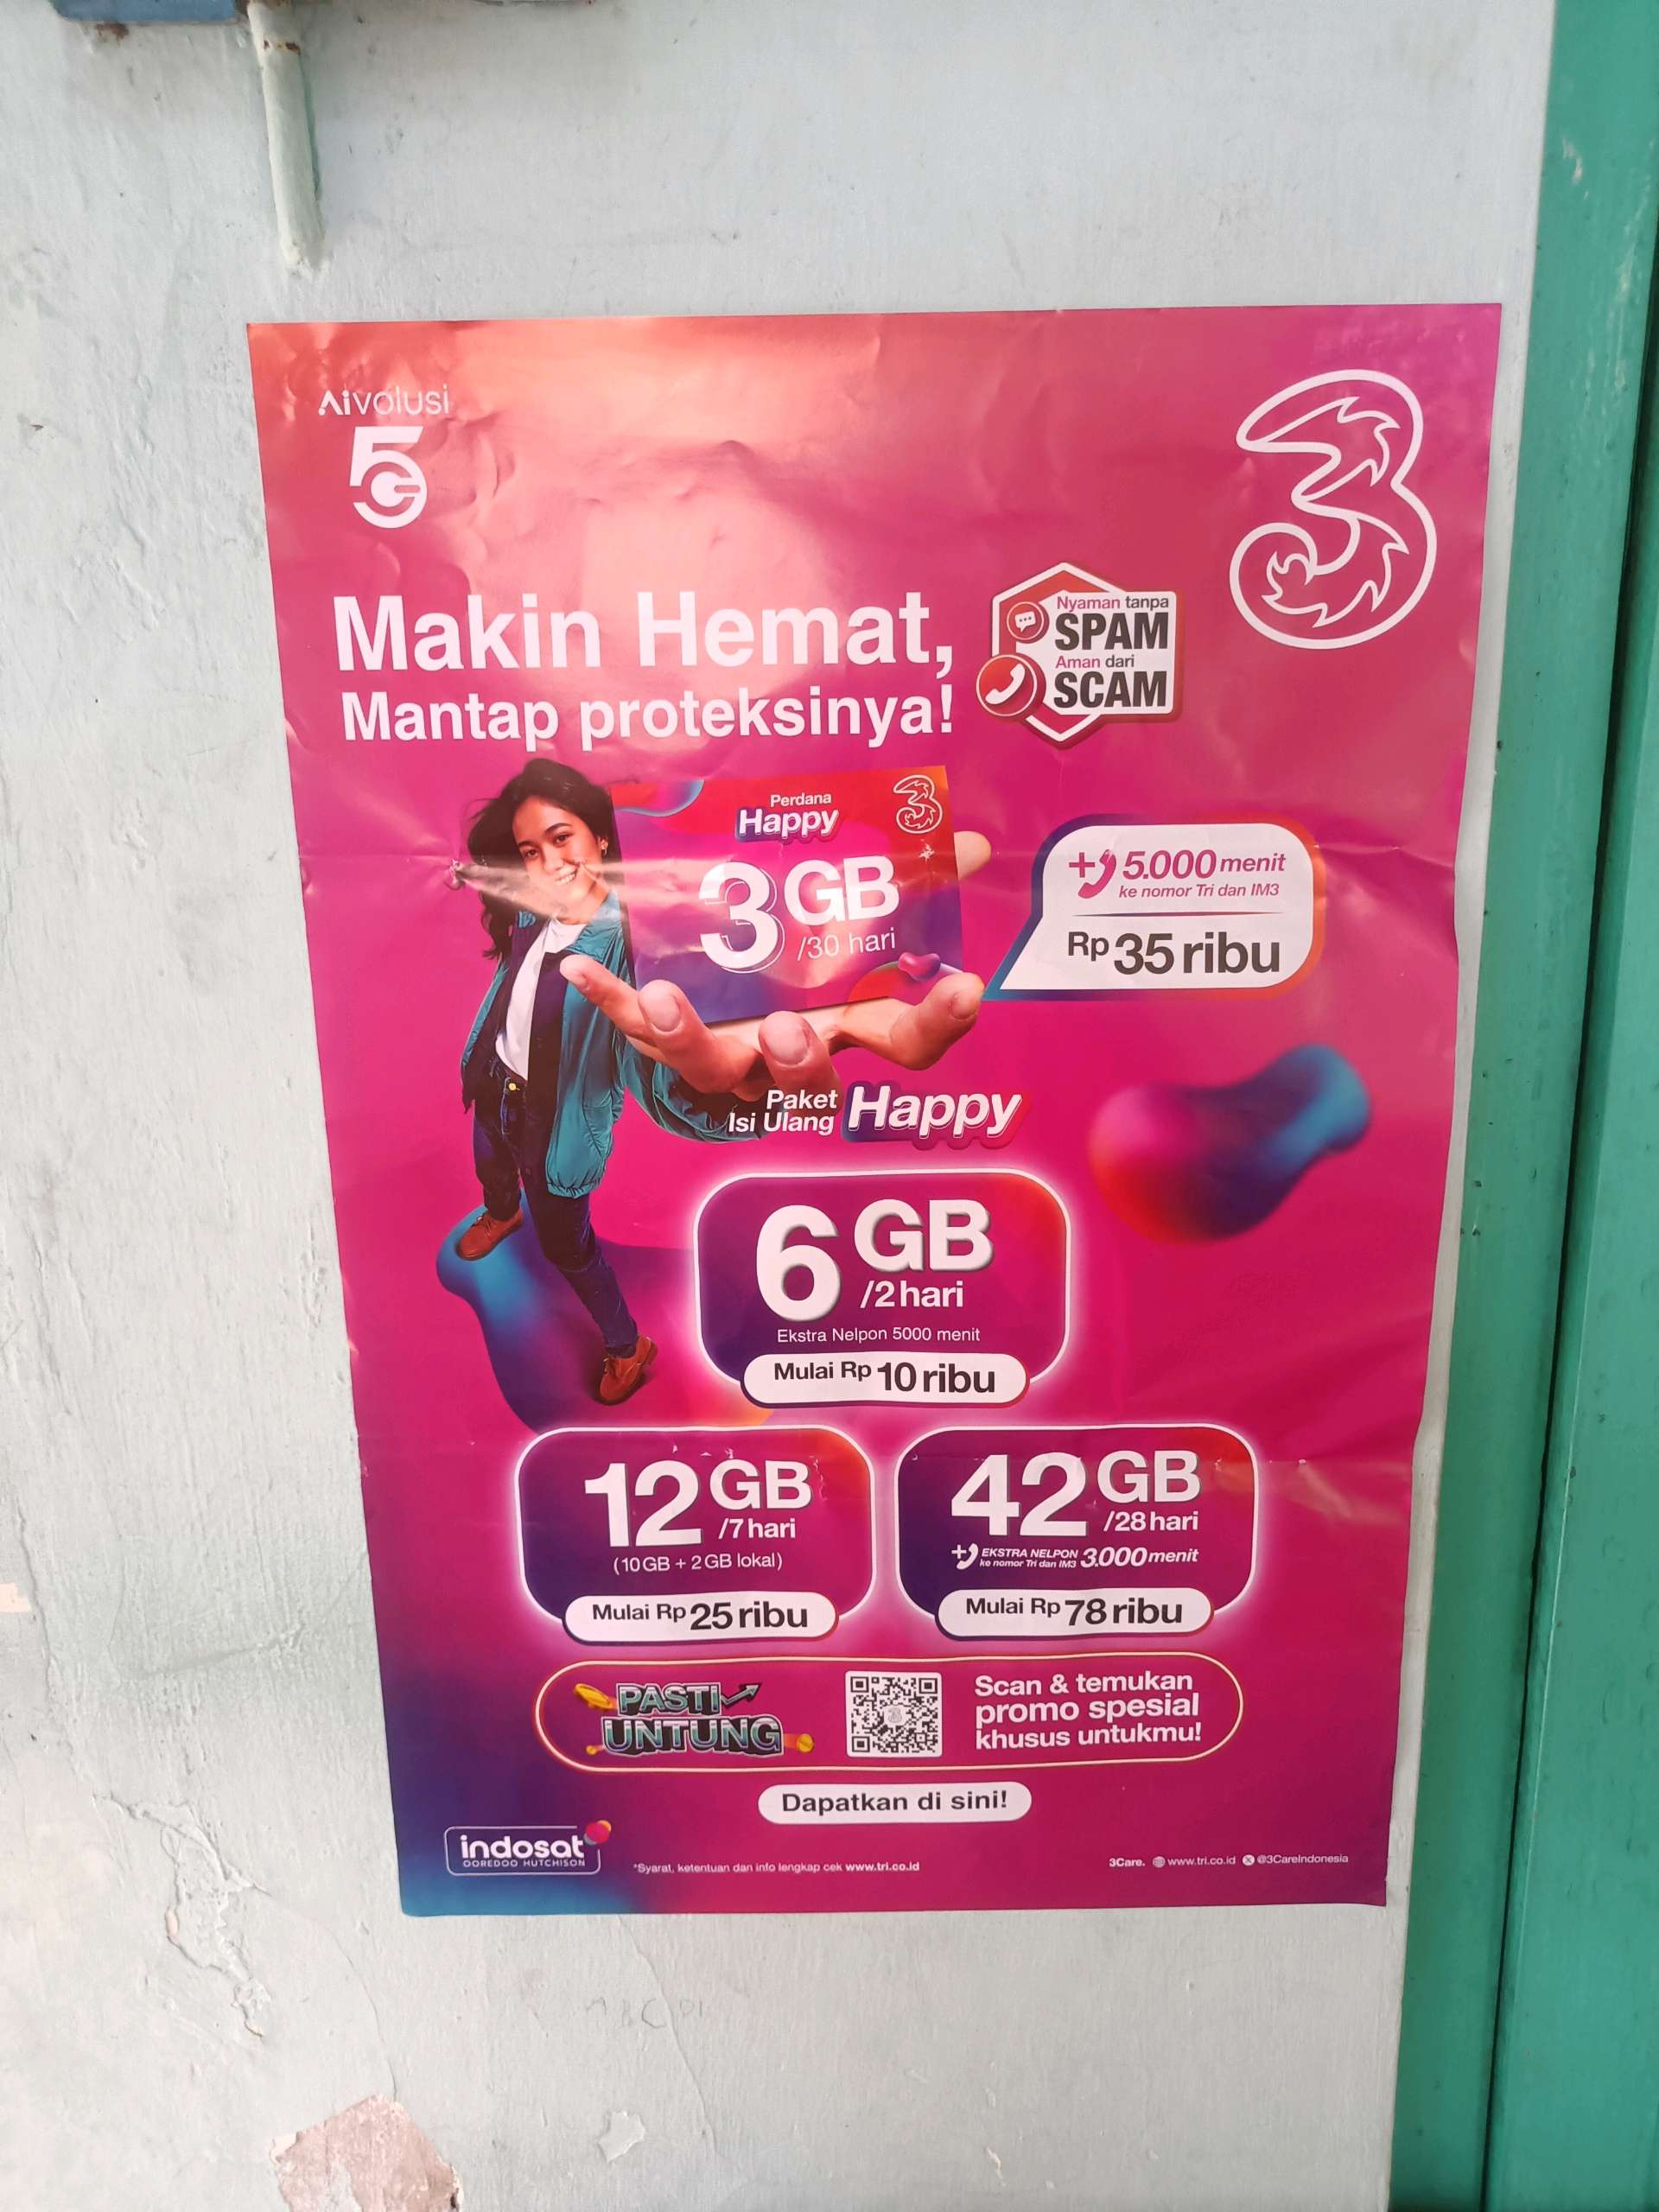 Aivolusi
5G
3
Makin Hemat,
Mantap proteksinya!
Nyaman tanpa
SPAM
Aman dari
SCAM
Perdana
Happy
3
3 GB
/30 hari
+ 5.000 menit
ke nomor Tri dan IM3
Rp 35 ribu
Paket
Isi Ulang
Happy
6 GB
/2 hari
Ekstra Nelpon 5000 menit
Mulai Rp 10 ribu
12 GB
/7 hari
(10 GB + 2 GB lokal)
Mulai Rp 25 ribu
42 GB
/28 hari
+ EKSTRA NELPON 3.000 menit
ke nomor Tri dan IM3
Mulai Rp 78 ribu
PASTI
UNTUNG
Scan & temukan
promo spesial
khusus untukmu!
Dapatkan di sini!
indosat
OOREDOO HUTCHISON
*Syarat, ketentuan dan info lengkap cek www.tri.co.id
3Care. www.tri.co.id @3CareIndonesia